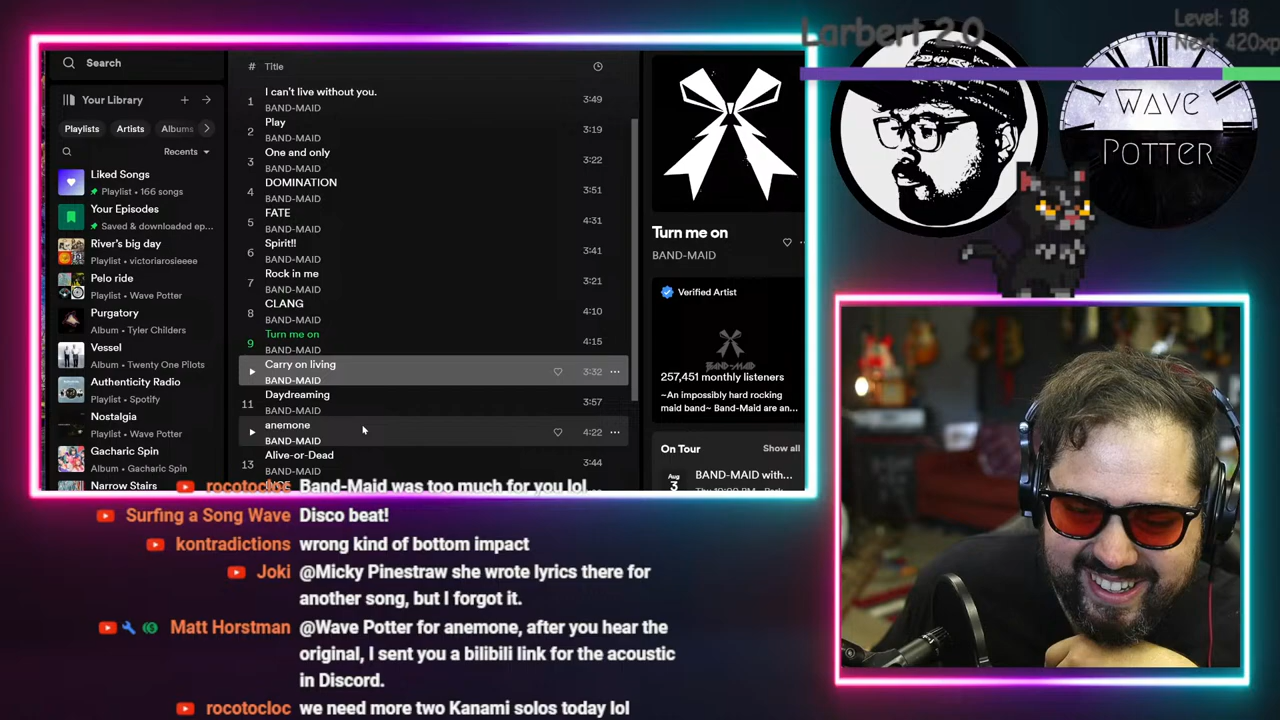 Larbert 2.0
Level: 18
Next: 420xp
Search
Your Library
Playlists
Artists
Albums
Recents
Liked Songs
Playlist • 166 songs
Your Episodes
Saved & downloaded ep...
River's big day
Playlist • victoriarosieeee
Pelo ride
Playlist • Wave Potter
Purgatory
Album • Tyler Childers
Vessel
Album • Twenty One Pilots
Authenticity Radio
Playlist • Spotify
Nostalgia
Playlist • Wave Potter
Gacharic Spin
Album • Gacharic Spin
Narrow Stairs
# Title
1 I can't live without you. 3:49
BAND-MAID
2 Play 3:19
BAND-MAID
3 One and only 3:22
BAND-MAID
4 DOMINATION 3:51
BAND-MAID
5 FATE 4:31
BAND-MAID
6 Spirit!! 3:41
BAND-MAID
7 Rock in me 3:21
BAND-MAID
8 CLANG 4:10
BAND-MAID
9 Turn me on 4:15
BAND-MAID
Carry on living 3:32
BAND-MAID
11 Daydreaming 3:57
BAND-MAID
anemone 4:22
BAND-MAID
13 Alive-or-Dead 3:44
BAND-MAID
Turn me on
BAND-MAID
Verified Artist
BAND-MAID
257,451 monthly listeners
~An impossibly hard rocking
maid band~ Band-Maid are an...
On Tour
Show all
Aug
3
BAND-MAID with...
WAVE
POTTER
rocotocloc Band-Maid was too much for you lol
Surfing a Song Wave Disco beat!
kontradictions wrong kind of bottom impact
Joki @Micky Pinestraw she wrote lyrics there for
another song, but I forgot it.
Matt Horstman @Wave Potter for anemone, after you hear the
original, I sent you a bilibili link for the acoustic
in Discord.
rocotocloc we need more two Kanami solos today lol